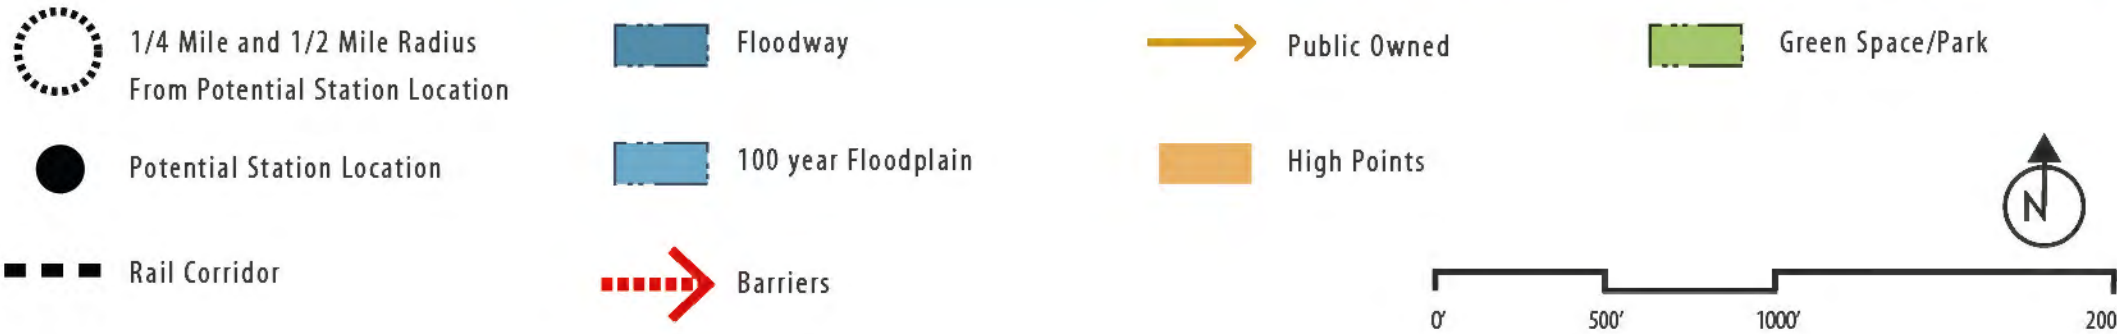 1/4 Mile and 1/2 Mile Radius
From Potential Station Location
Potential Station Location
Rail Corridor
Floodway
100 year Floodplain
Barriers
Public Owned
High Points
Green Space/Park
N
0' 500' 1000' 200